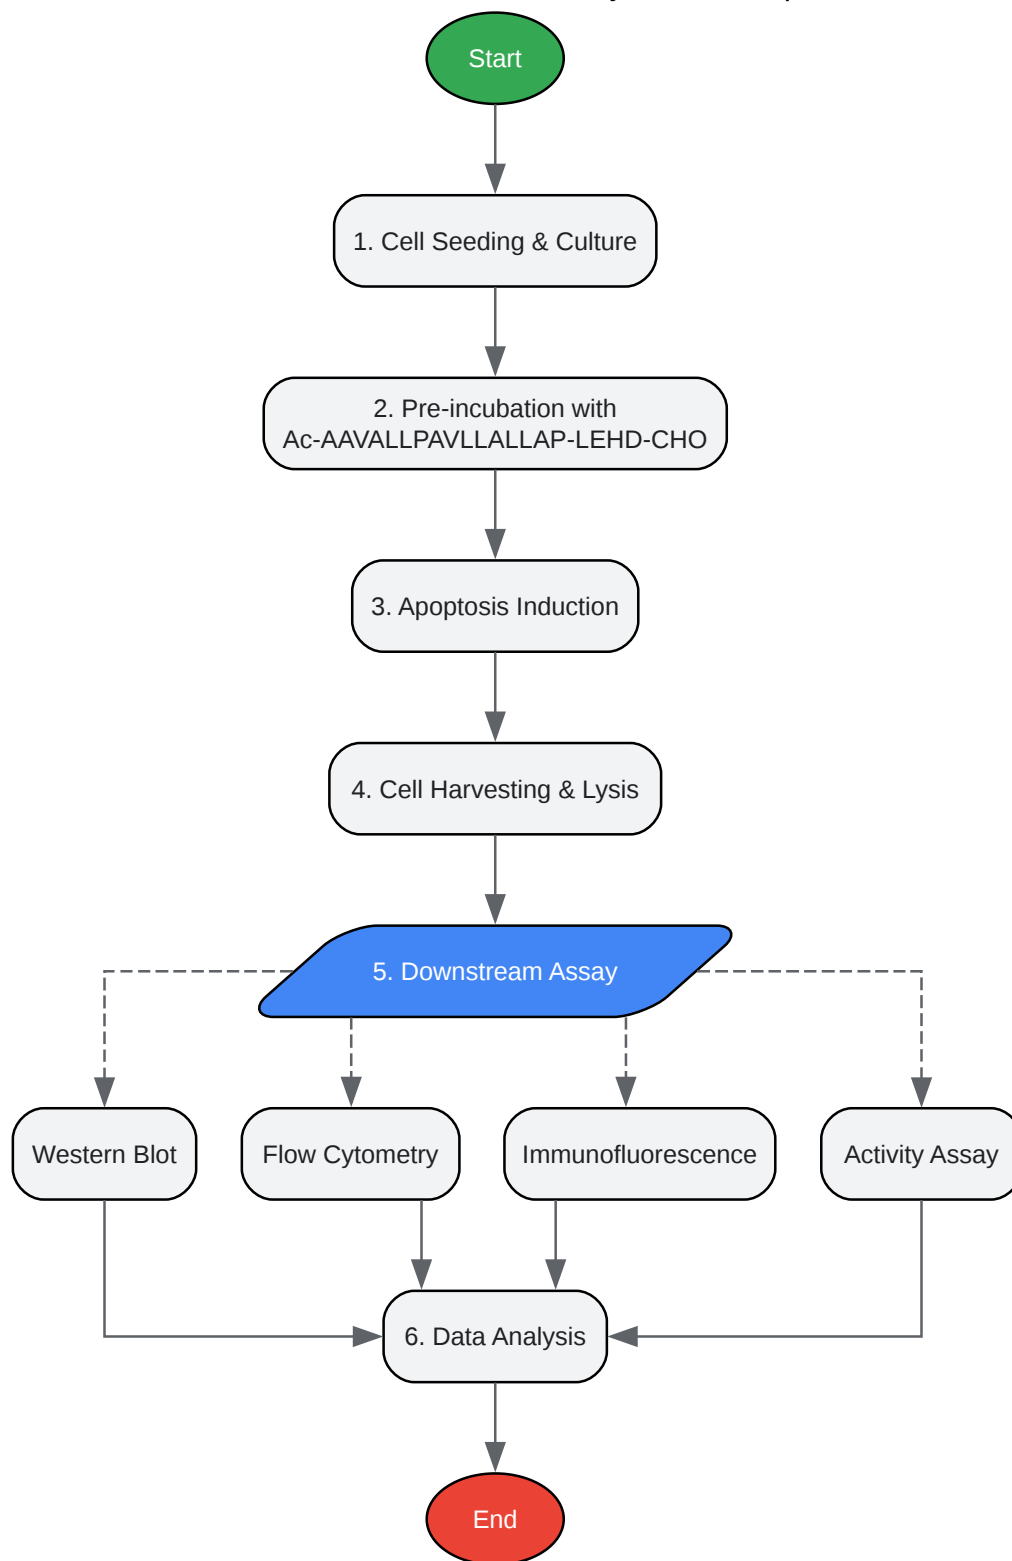 Start
1. Cell Seeding & Culture
2. Pre-incubation with
Ac-AAVALLPAVLLALLAP-LEHD-CHO
3. Apoptosis Induction
4. Cell Harvesting & Lysis
5. Downstream Assay
Western Blot
Flow Cytometry
Immunofluorescence
Activity Assay
6. Data Analysis
End